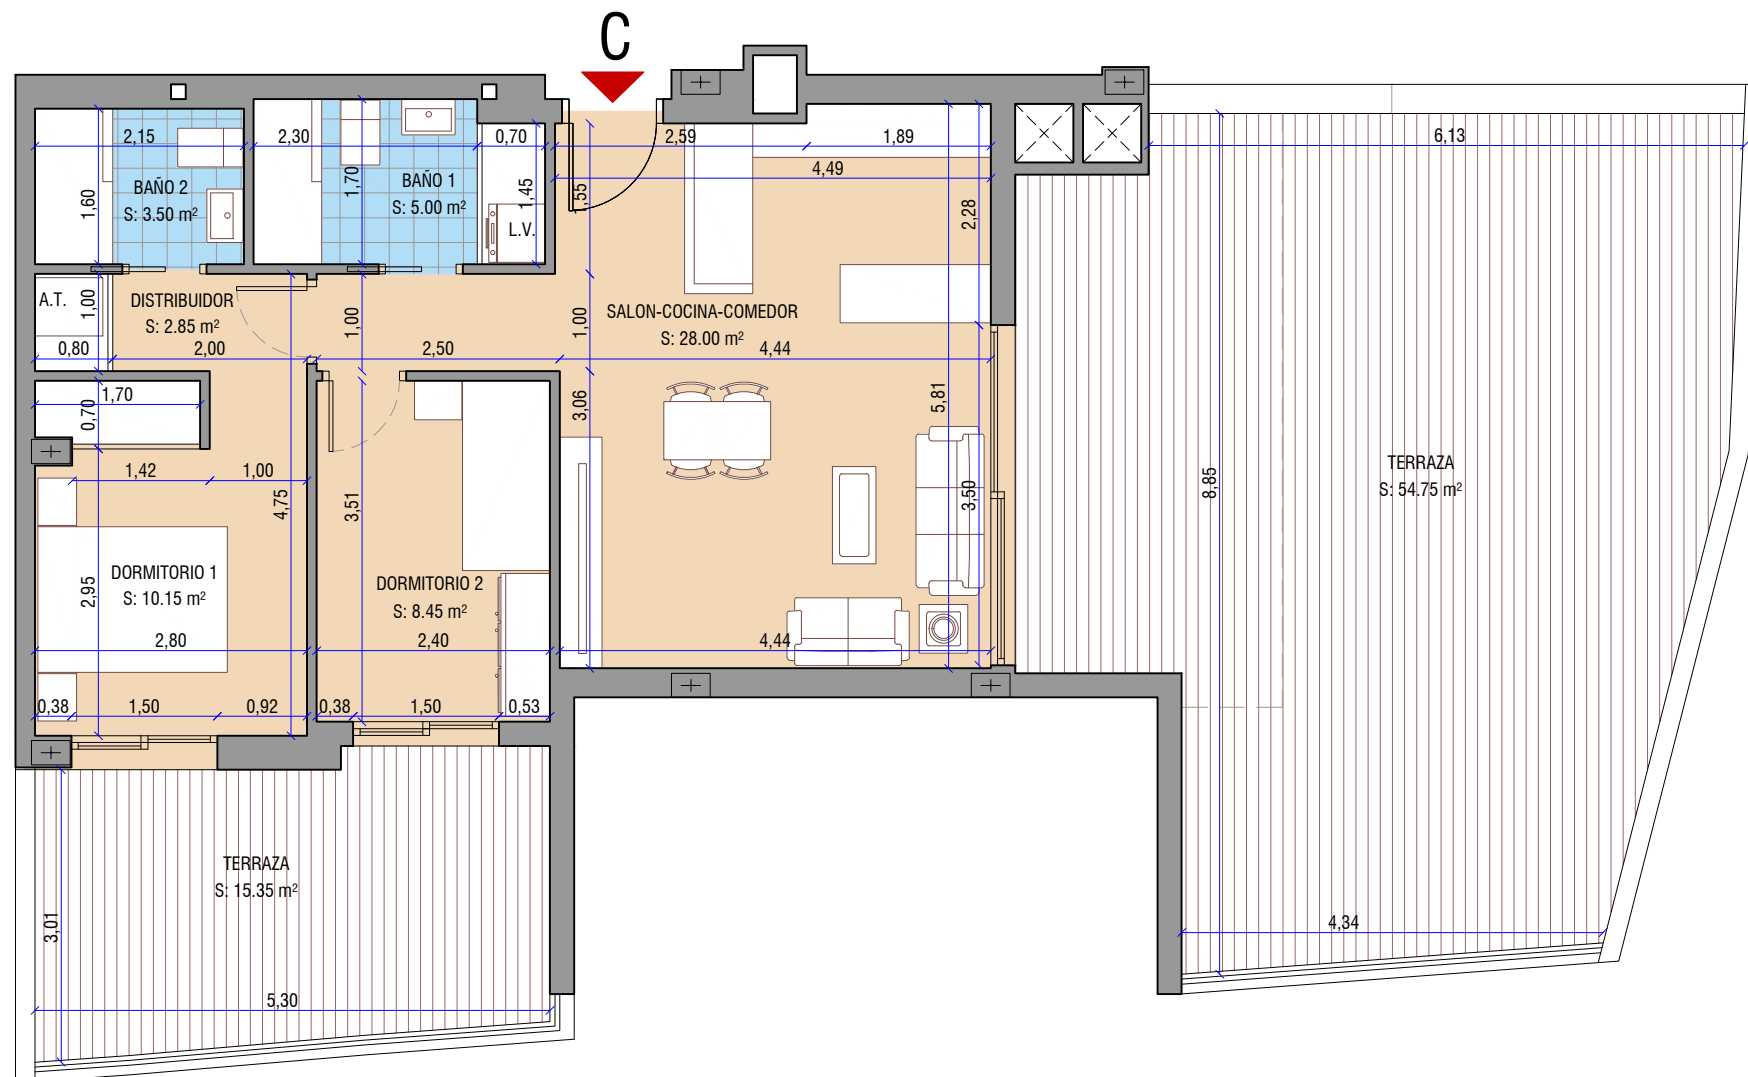 C
2,15
2,30
0,70
2,59
1,89
6,13
4,49
BAÑO 2
S: 3.50 m²
1,60
BAÑO 1
S: 5.00 m²
1,70
1,45
1,55
2,28
L.V.
A.T.
1,00
DISTRIBUIDOR
S: 2.85 m²
1,00
1,00
SALON-COCINA-COMEDOR
S: 28.00 m²
0,80
2,00
2,50
4,44
1,70
0,70
3,06
5,81
1,42
1,00
4,75
3,51
3,50
8,85
TERRAZA
S: 54.75 m²
DORMITORIO 1
S: 10.15 m²
2,95
DORMITORIO 2
S: 8.45 m²
2,80
2,40
4,44
0,38
1,50
0,92
0,38
1,50
0,53
TERRAZA
S: 15.35 m²
3,01
4,34
5,30